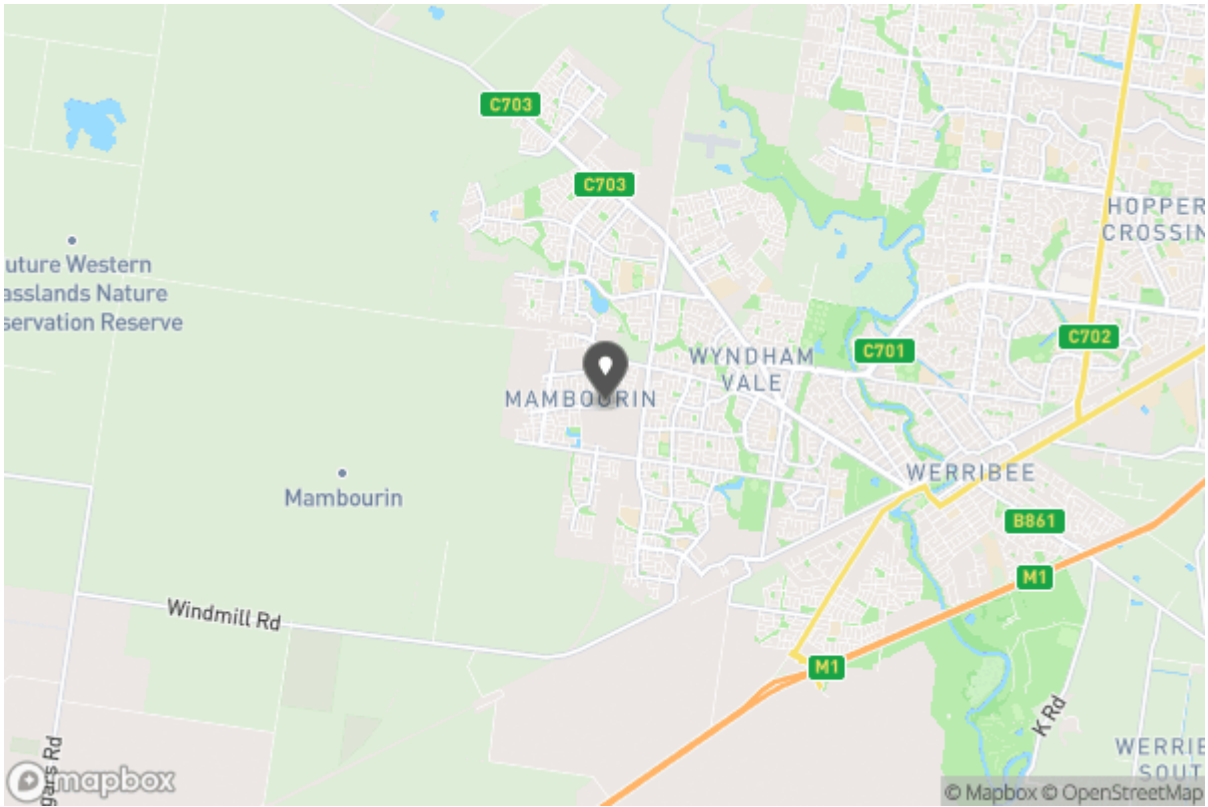 C703
C703
HOPPER
CROSSIN
uture Western
asslands Nature
servation Reserve
C702
C701
WYNDHAM
VALE
MAMBOURIN
WERRIBEE
Mambourin
B861
M1
Windmill Rd
M1
K Rd
gars Rd
WERRIB
SOUT
mapbox
© Mapbox © OpenStreetMap